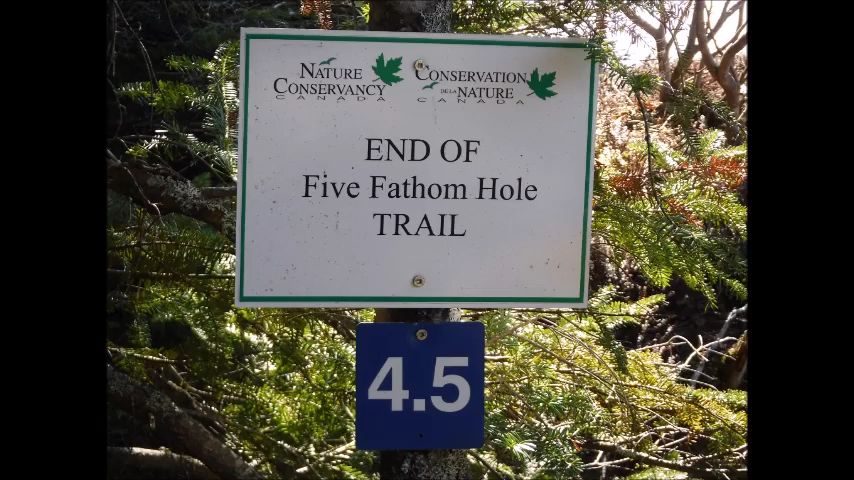 NATURE
CONSERVANCY
CANADA
CONSERVATION
DE LA NATURE
CANADA
END OF
Five Fathom Hole
TRAIL
4.5